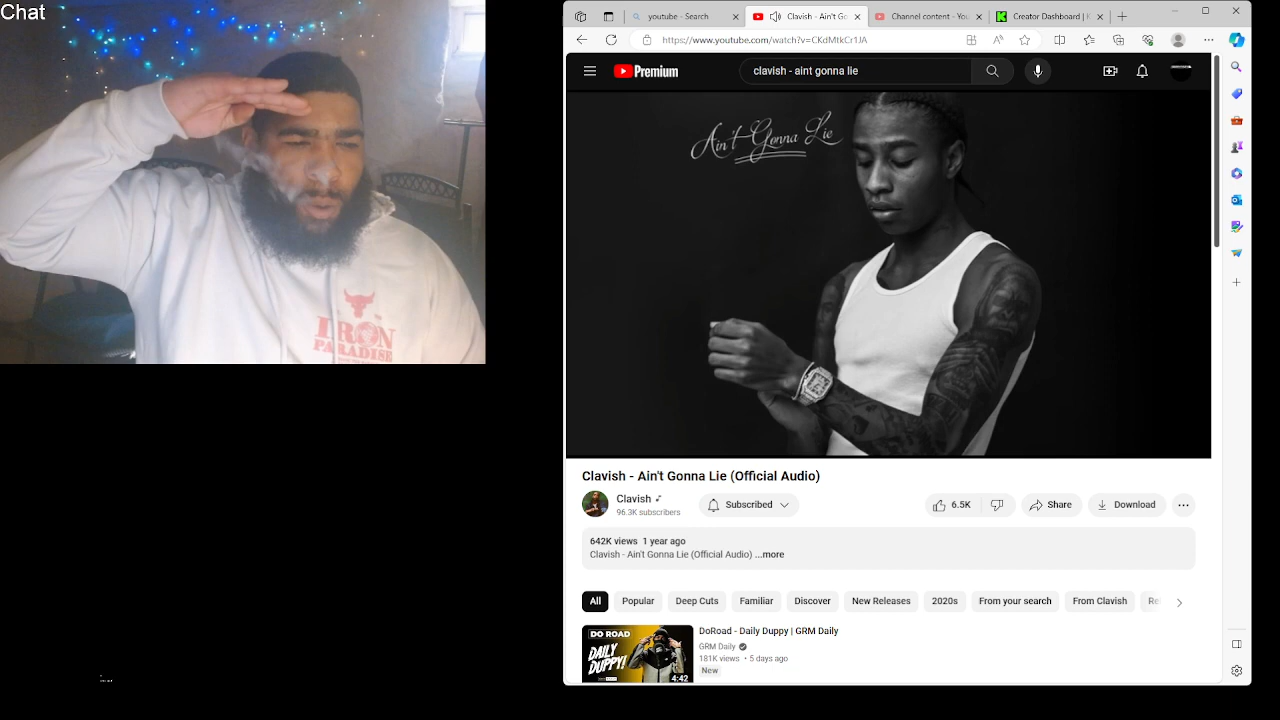 Chat
IRON
PARADISE
youtube - Search
Clavish - Ain't Go
Channel content - You
Creator Dashboard | K
https://www.youtube.com/watch?v=CKdMtkCr1JA
Premium
clavish - aint gonna lie
Ain't Gonna Lie
Clavish - Ain't Gonna Lie (Official Audio)
Clavish
96.3K subscribers
Subscribed
6.5K
Share
Download
642K views 1 year ago
Clavish - Ain't Gonna Lie (Official Audio) ...more
All
Popular
Deep Cuts
Familiar
Discover
New Releases
2020s
From your search
From Clavish
Re
DO ROAD
DAILY
DUPPY!
4:42
DoRoad - Daily Duppy | GRM Daily
GRM Daily
181K views • 5 days ago
New